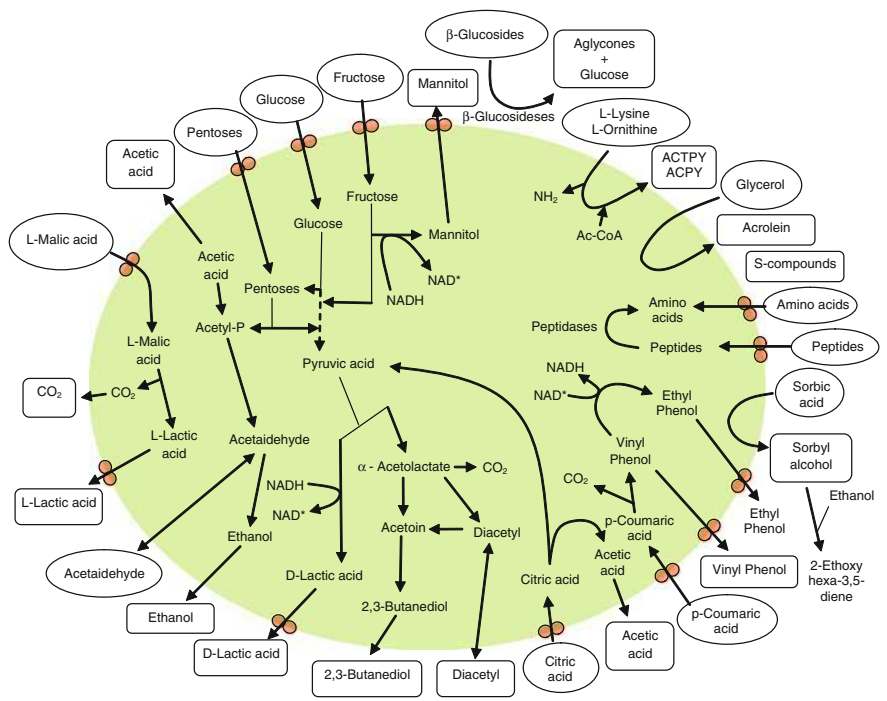 β-Glucosides
Aglycones
+
Glucose
β-Glucosideses
Fructose
Mannitol
Glucose
Pentoses
Acetic
acid
L-Malic acid
L-Lysine
L-Ornithine
ACTPY
ACPY
NH2
Ac-CoA
Glycerol
Acrolein
S-compounds
Fructose
Glucose
Mannitol
NAD*
NADH
Acetic
acid
Pentoses
Acetyl-P
Amino
acids
Amino acids
Peptidases
Peptides
Peptides
L-Malic
acid
Pyruvic acid
CO2
CO2
NADH
NAD*
Ethyl
Phenol
Sorbic
acid
L-Lactic
acid
Acetaidehyde
α - Acetolactate
CO2
Vinyl
Phenol
CO2
Sorbyl
alcohol
L-Lactic acid
NADH
NAD*
Ethanol
Acetoin
Diacetyl
p-Coumaric
acid
Ethyl
Phenol
Ethanol
Acetaidehyde
D-Lactic acid
Citric acid
Acetic
acid
Vinyl Phenol
2-Ethoxy
hexa-3,5-
diene
Ethanol
2,3-Butanediol
p-Coumaric
acid
D-Lactic acid
2,3-Butanediol
Diacetyl
Citric
acid
Acetic
acid